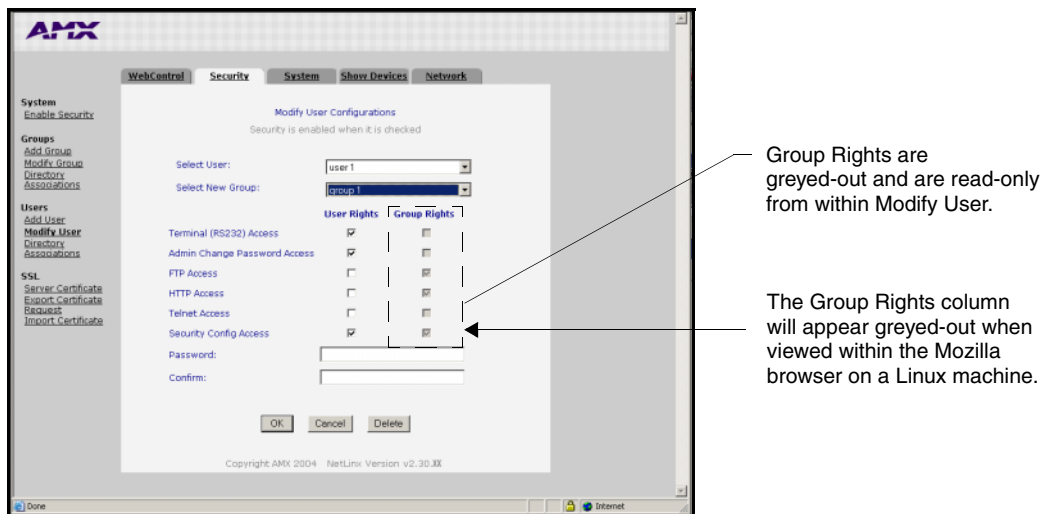 AMX
WebControl Security System Show Devices Network
System
Enable Security
Groups
Add Group
Modify Group
Directory
Associations
Users
Add User
Modify User
Directory
Associations
SSL
Server Certificate
Export Certificate
Request
Import Certificate
Modify User Configurations
Security is enabled when it is checked
Select User: user 1
Select New Group: group 1
User Rights Group Rights
Terminal (RS232) Access
Admin Change Password Access
FTP Access
HTTP Access
Telnet Access
Security Config Access
Password:
Confirm:
OK Cancel Delete
Copyright AMX 2004 NetLinx Version v2.30.XX
Done Internet
Group Rights are
greyed-out and are read-only
from within Modify User.
The Group Rights column
will appear greyed-out when
viewed within the Mozilla
browser on a Linux machine.